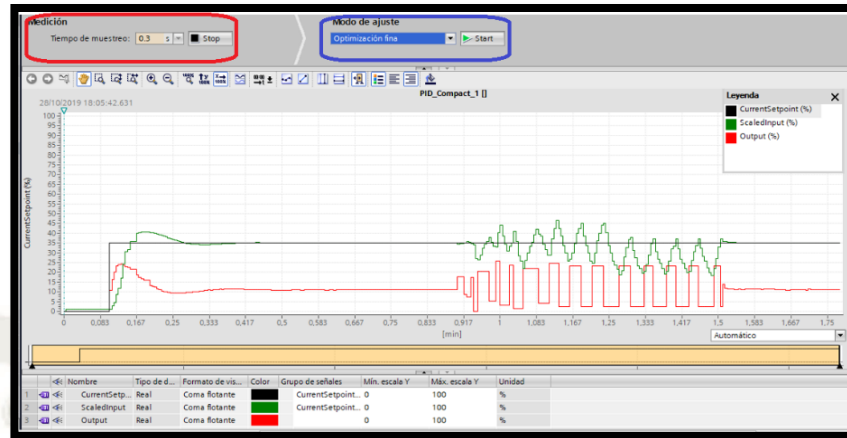 Medición
Tiempo de muestreo: 0.3 s Stop
Modo de ajuste
Optimización fina Start
PID_Compact_1 []
28/10/2019 18:05:42.631
Leyenda X
CurrentSetpoint (%)
ScaledInput (%)
Output (%)
CurrentSetpoint (%)
100
95
90
85
80
75
70
65
60
55
50
45
40
35
30
25
20
15
10
5
0
0 0,083 0,167 0,25 0,333 0,417 0,5 0,583 0,667 0,75 0,833 0,917 1 1,083 1,167 1,25 1,333 1,417 1,5 1,583 1,667 1,75
[min]
Automático
Nombre Tipo de d... Formato de vis... Color Grupo de señales Mín. escala Y Máx. escala Y Unidad
1 CurrentSetp... Real Coma flotante CurrentSetpoint... 0 100 %
2 ScaledInput Real Coma flotante CurrentSetpoint... 0 100 %
3 Output Real Coma flotante 0 100 %